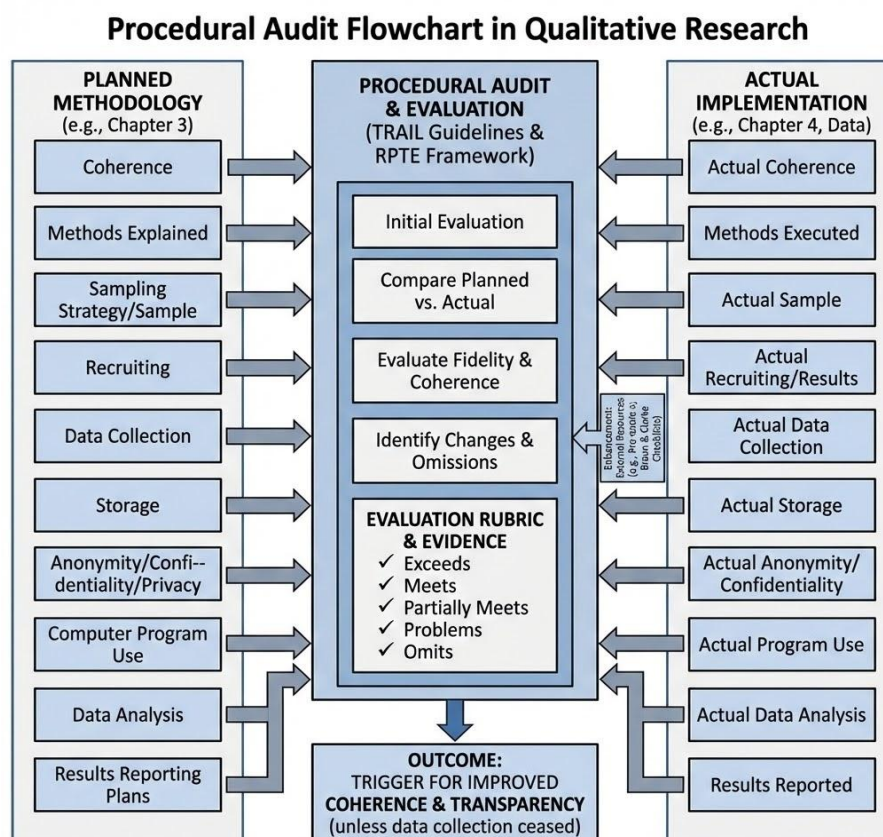 Procedural Audit Flowchart in Qualitative Research
PLANNED
METHODOLOGY
(e.g., Chapter 3)
Coherence
Methods Explained
Sampling
Strategy/Sample
Recruiting
Data Collection
Storage
Anonymity/Confi--
dentiality/Privacy
Computer Program
Use
Data Analysis
Results Reporting
Plans
PROCEDURAL AUDIT
& EVALUATION
(TRAIL Guidelines &
RPTE Framework)
Initial Evaluation
Compare Planned
vs. Actual
Evaluate Fidelity &
Coherence
Identify Changes &
Omissions
EVALUATION RUBRIC
& EVIDENCE
✓ Exceeds
✓ Meets
✓ Partially Meets
✓ Problems
✓ Omits
OUTCOME:
TRIGGER FOR IMPROVED
COHERENCE & TRANSPARENCY
(unless data collection ceased)
Enhancement:
External Resources
Braun & Clarke
ACTUAL
IMPLEMENTATION
(e.g., Chapter 4, Data)
Actual Coherence
Methods Executed
Actual Sample
Actual
Recruiting/Results
Actual Data
Collection
Actual Storage
Actual Anonymity/
Confidentiality
Actual Program Use
Actual Data Analysis
Results Reported